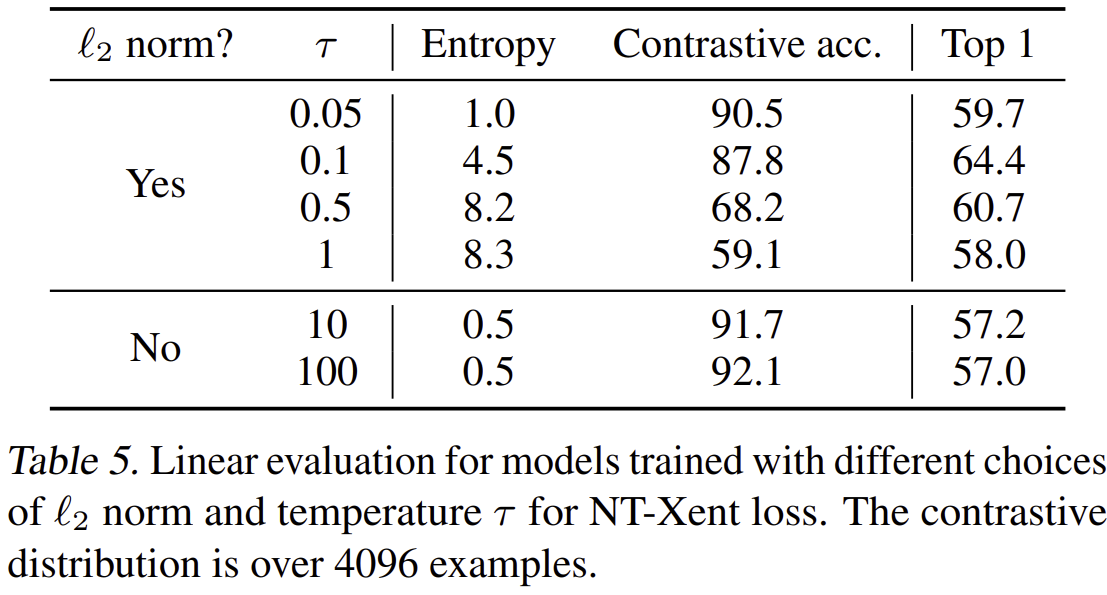 ℓ2 norm? τ Entropy Contrastive acc. Top 1
0.05 1.0 90.5 59.7
0.1 4.5 87.8 64.4
Yes
0.5 8.2 68.2 60.7
1 8.3 59.1 58.0
10 0.5 91.7 57.2
No
100 0.5 92.1 57.0
Table 5. Linear evaluation for models trained with different choices
of ℓ2 norm and temperature τ for NT-Xent loss. The contrastive
distribution is over 4096 examples.